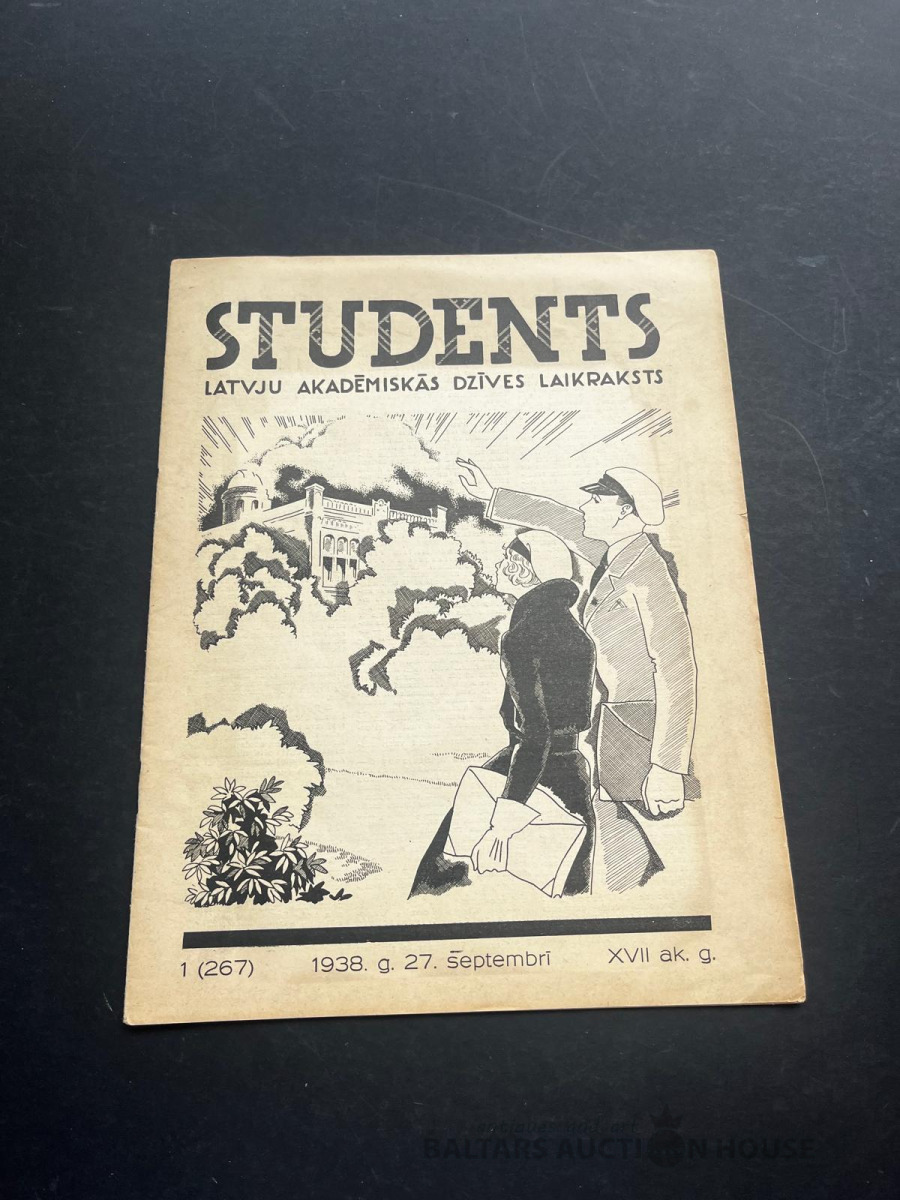 STUDENTS
LATVJU AKADĒMISKĀS DZĪVES LAIKRAKSTS
1 (267) 1938. g. 27. septembrī XVII ak. g.
BALTARS AUCTION HOUSE